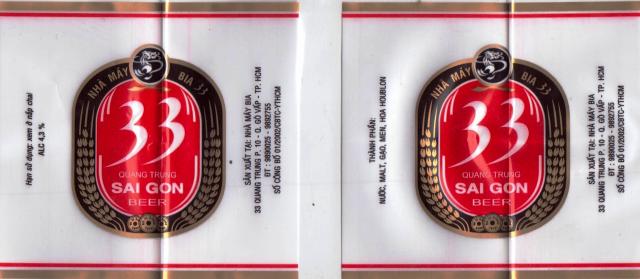 Hạn sử dụng: xem ở nắp chai
ALC 4,3 %
NHÀ MÁY BIA 33
33
QUANG TRUNG
SAI GON
BEER
SẢN XUẤT TẠI: NHÀ MÁY BIA
33 QUANG TRUNG P. 10 - Q. GÒ VẤP - TP. HCM
ĐT : 9890025 - 9892755
SỐ CÔNG BỐ 01/2002/CBTC-YTHCM
THÀNH PHẦN:
NƯỚC, MALT, GẠO, MEN, HOA HOUBLON
NHÀ MÁY BIA 33
33
QUANG TRUNG
SAI GON
BEER
SẢN XUẤT TẠI: NHÀ MÁY BIA
33 QUANG TRUNG P. 10 - Q. GÒ VẤP - TP. HCM
ĐT : 9890025 - 9892755
SỐ CÔNG BỐ 01/2002/CBTC-YTHCM